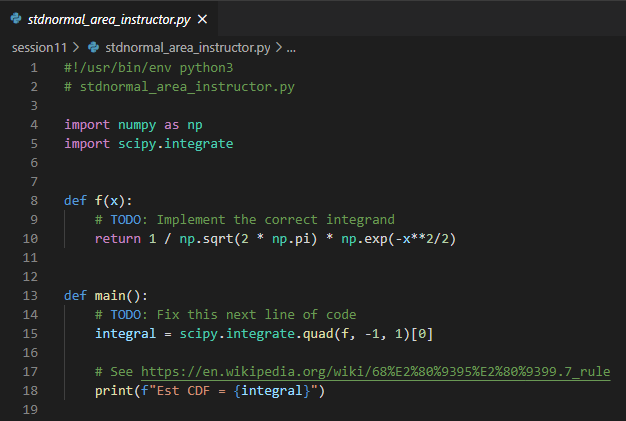 stdnormal_area_instructor.py ×
session11 > stdnormal_area_instructor.py > ...
1 #!/usr/bin/env python3
2 # stdnormal_area_instructor.py
3
4 import numpy as np
5 import scipy.integrate
6
7
8 def f(x):
9     # TODO: Implement the correct integrand
10     return 1 / np.sqrt(2 * np.pi) * np.exp(-x**2/2)
11
12
13 def main():
14     # TODO: Fix this next line of code
15     integral = scipy.integrate.quad(f, -1, 1)[0]
16
17     # See https://en.wikipedia.org/wiki/68%E2%80%9395%E2%80%9399.7_rule
18     print(f"Est CDF = {integral}")
19